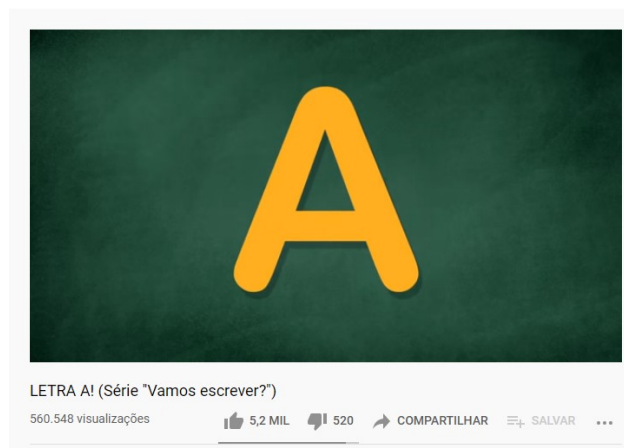 A
LETRA A! (Série "Vamos escrever?")
560.548 visualizações 5,2 MIL 520 COMPARTILHAR SALVAR